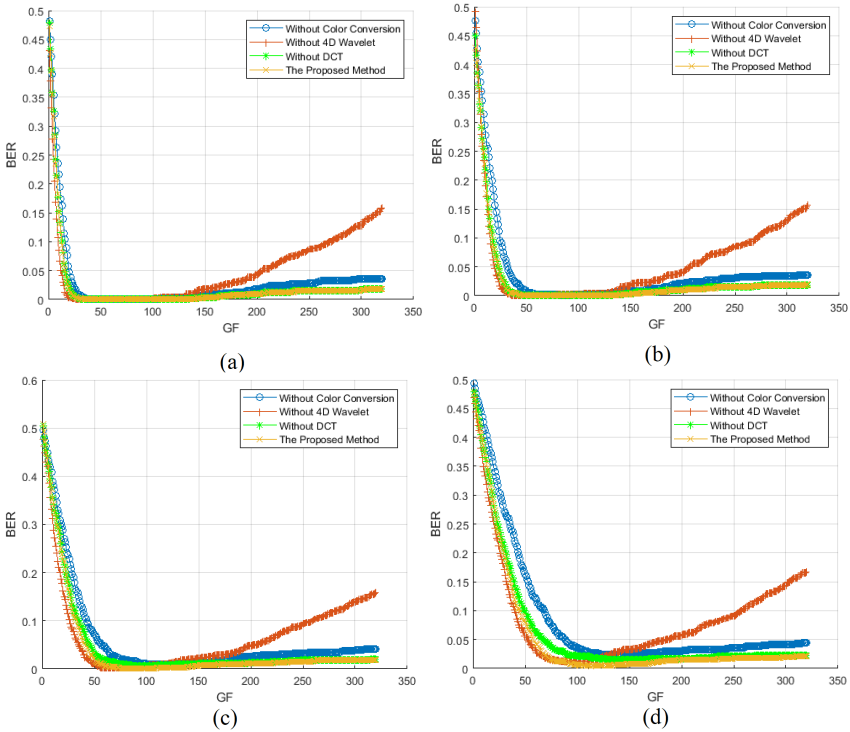 0.5
0.45
0.4
0.35
0.3
0.25
0.2
0.15
0.1
0.05
0
BER
0 50 100 150 200 250 300 350
GF
Without Color Conversion
Without 4D Wavelet
Without DCT
The Proposed Method
(a)
0.5
0.45
0.4
0.35
0.3
0.25
0.2
0.15
0.1
0.05
0
BER
0 50 100 150 200 250 300 350
GF
Without Color Conversion
Without 4D Wavelet
Without DCT
The Proposed Method
(b)
0.6
0.5
0.4
0.3
0.2
0.1
0
BER
0 50 100 150 200 250 300 350
GF
Without Color Conversion
Without 4D Wavelet
Without DCT
The Proposed Method
(c)
0.5
0.45
0.4
0.35
0.3
0.25
0.2
0.15
0.1
0.05
0
BER
0 50 100 150 200 250 300 350
GF
Without Color Conversion
Without 4D Wavelet
Without DCT
The Proposed Method
(d)